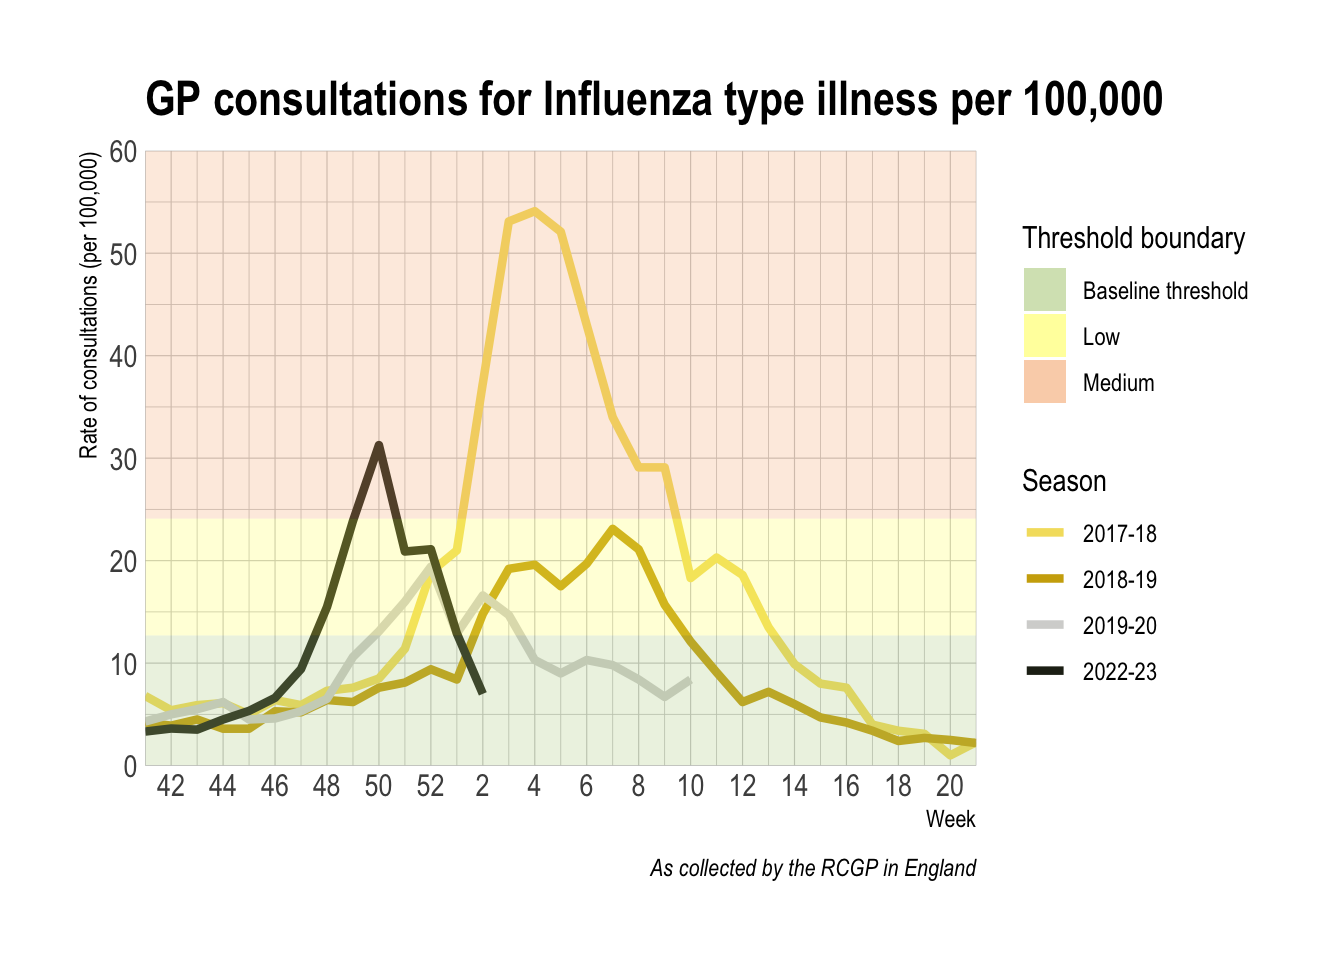 GP consultations for Influenza type illness per 100,000
Rate of consultations (per 100,000)
60
50
40
30
20
10
0
42 44 46 48 50 52 2 4 6 8 10 12 14 16 18 20
Week
Threshold boundary
Baseline threshold
Low
Medium
Season
2017-18
2018-19
2019-20
2022-23
As collected by the RCGP in England